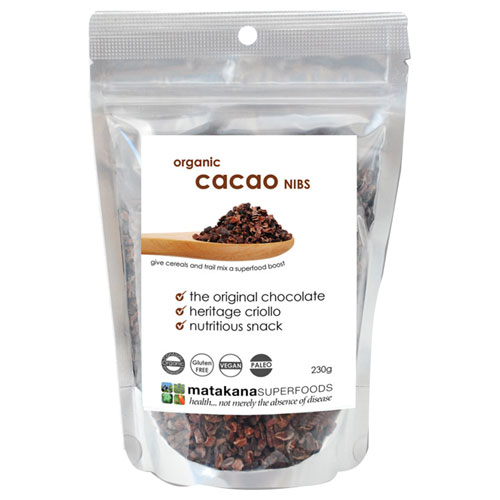 organic
cacao NIBS
give cereals and trail mix a superfood boost
the original chocolate
heritage criollo
nutritious snack
Organic
Gluten
FREE
VEGAN
PALEO
230g
matakanaSUPERFOODS
health... not merely the absence of disease